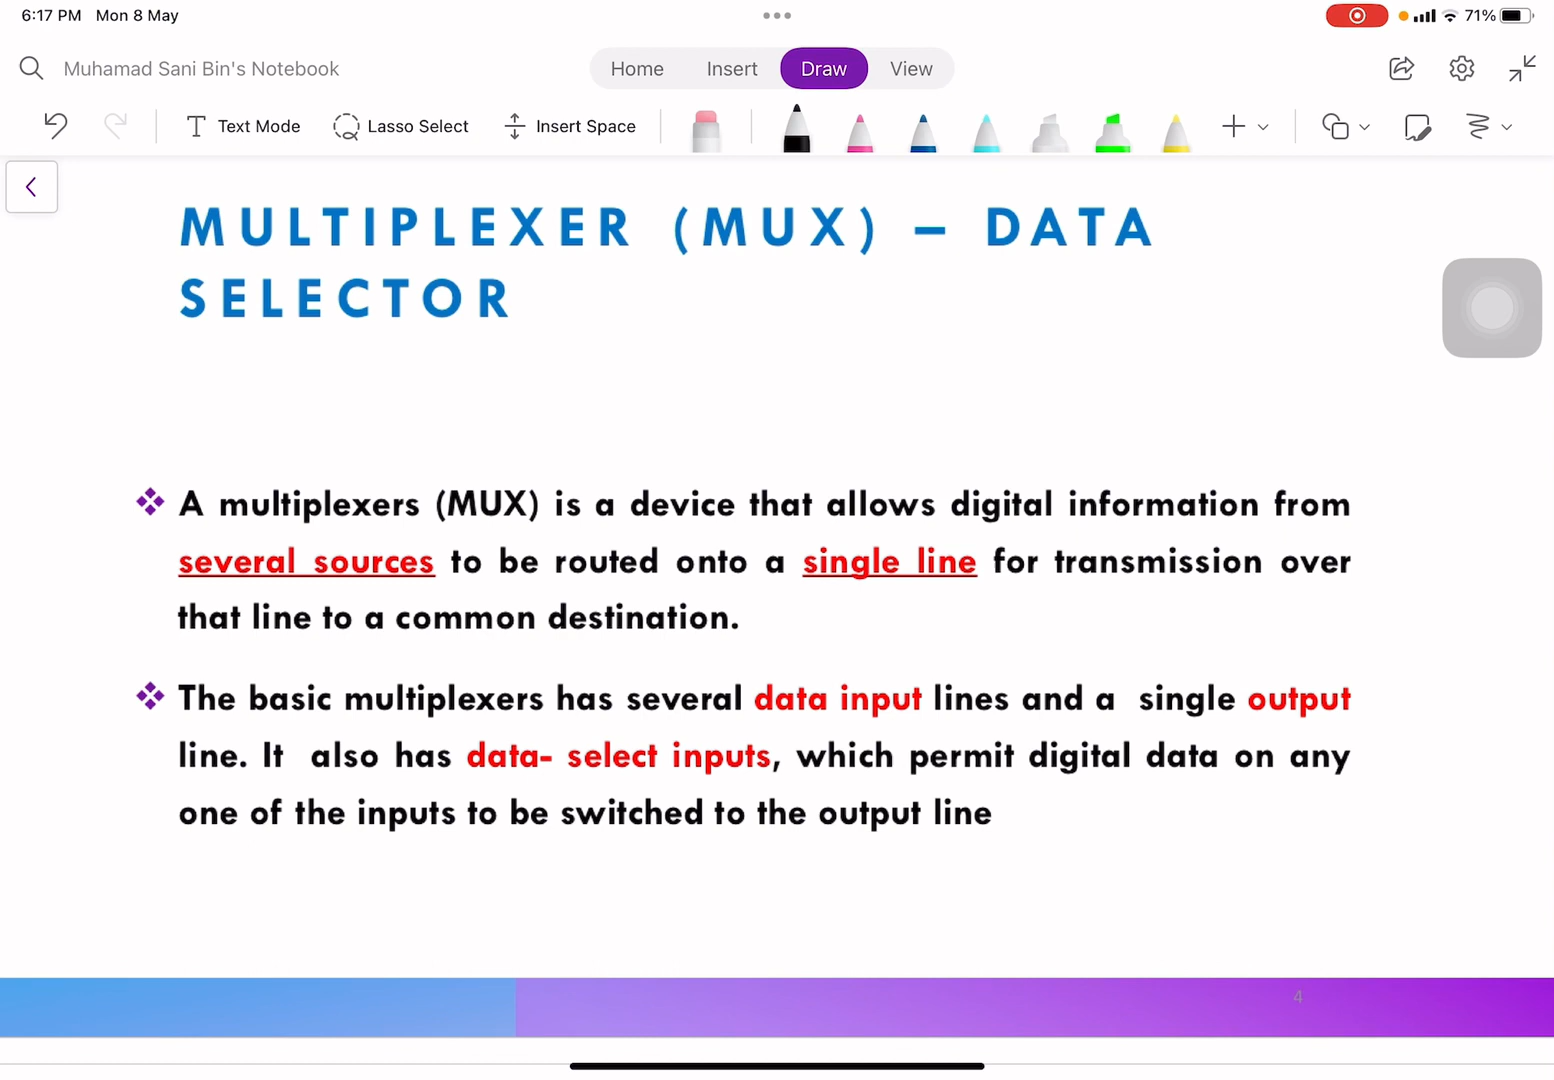 6:17 PM Mon 8 May
71%
Muhamad Sani Bin's Notebook
Home Insert Draw View
Text Mode Lasso Select Insert Space
MULTIPLEXER (MUX) – DATA
SELECTOR
A multiplexers (MUX) is a device that allows digital information from
several sources to be routed onto a single line for transmission over
that line to a common destination.
The basic multiplexers has several data input lines and a single output
line. It also has data- select inputs, which permit digital data on any
one of the inputs to be switched to the output line
4